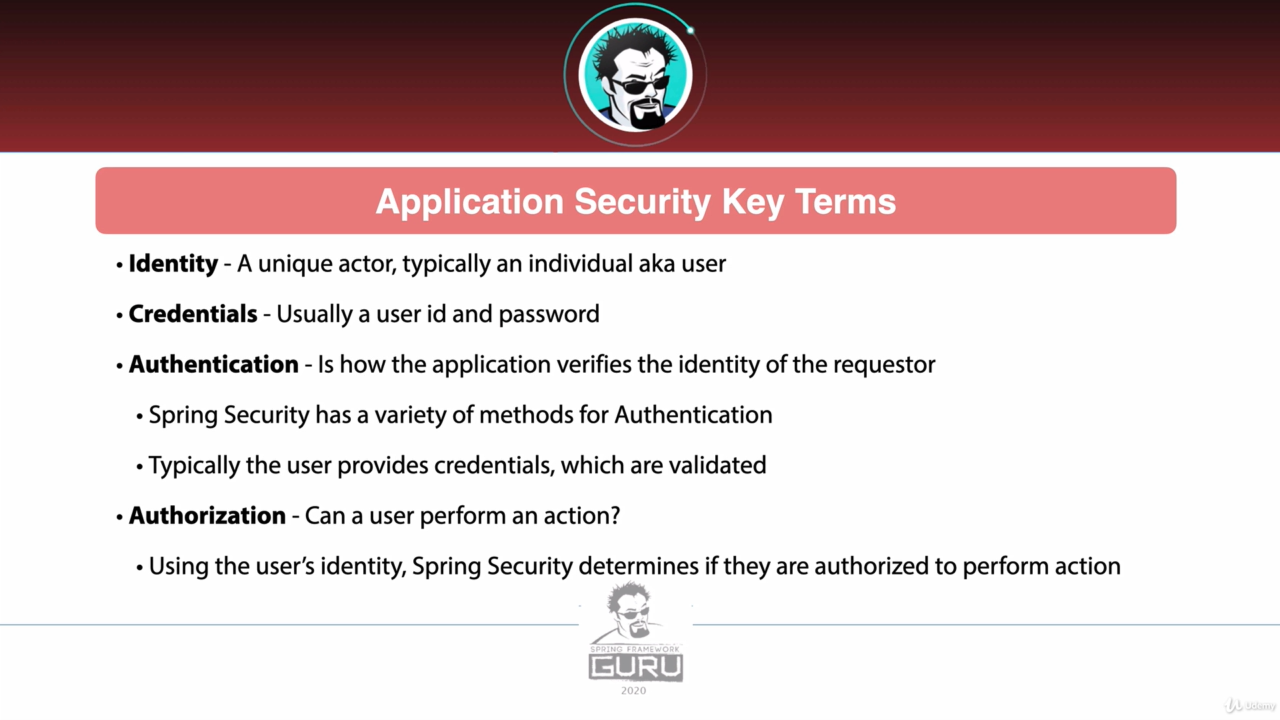 Application Security Key Terms
• Identity - A unique actor, typically an individual aka user
• Credentials - Usually a user id and password
• Authentication - Is how the application verifies the identity of the requestor
• Spring Security has a variety of methods for Authentication
• Typically the user provides credentials, which are validated
• Authorization - Can a user perform an action?
• Using the user’s identity, Spring Security determines if they are authorized to perform action
SPRING FRAMEWORK
GURU
2020
Udemy